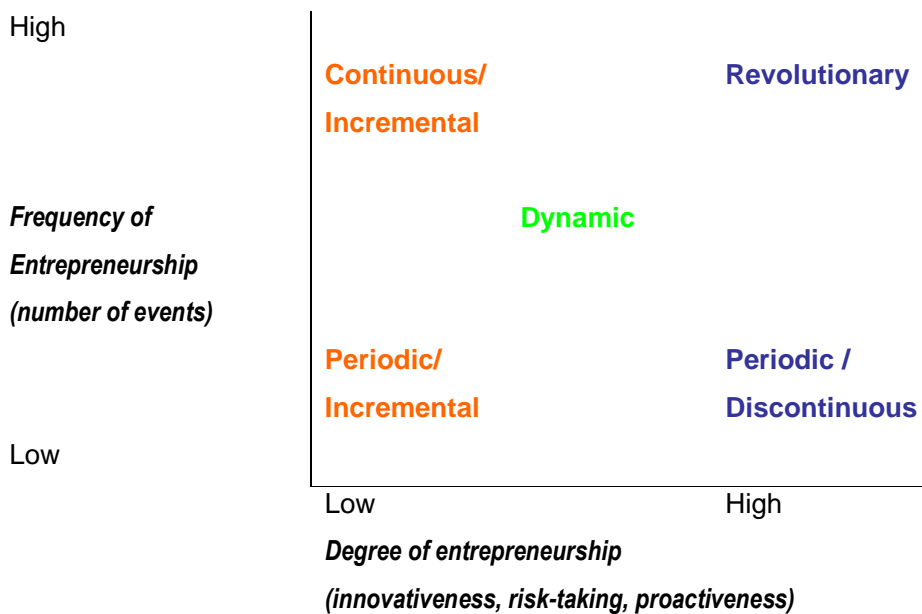 High
Continuous/
Incremental
Revolutionary
Frequency of
Entrepreneurship
(number of events)
Dynamic
Periodic/
Incremental
Periodic /
Discontinuous
Low
Low
High
Degree of entrepreneurship
(innovativeness, risk-taking, proactiveness)